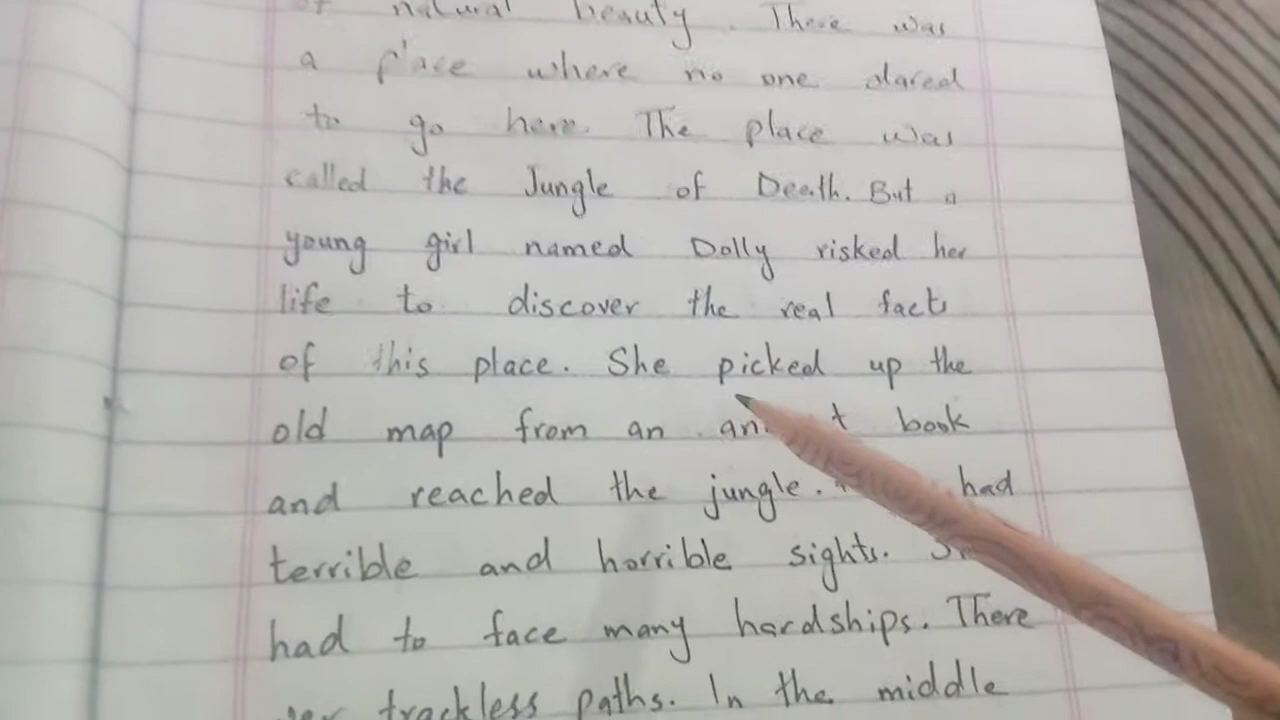 of natural beauty. There was
a place where no one dared
to go here. The place was
called the Jungle of Death. But a
young girl named Dolly risked her
life to discover the real facts
of this place. She picked up the
old map from an book
and reached the jungle. had
terrible and horrible sights.
had to face many hardships. There
trackless paths. In the middle